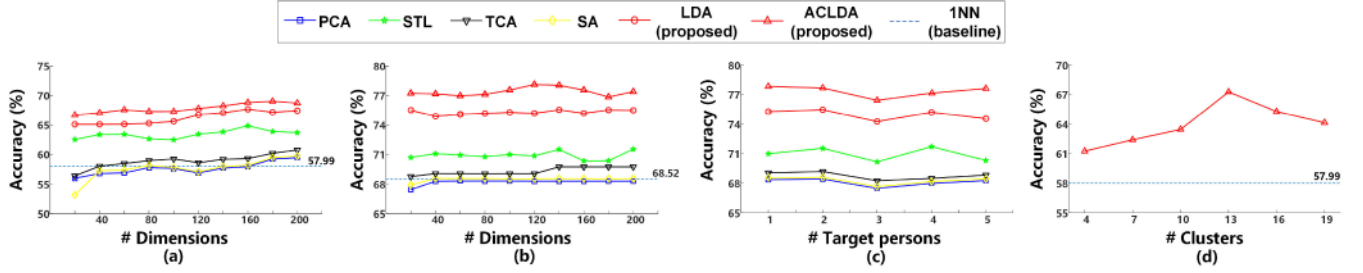 PCA STL TCA SA LDA (proposed) ACLDA (proposed) 1NN (baseline)
Accuracy (%)
75
70
65
60
55
50
57.99
40 80 120 160 200
# Dimensions
(a)
Accuracy (%)
80
77
74
71
68
65
68.52
40 80 120 160 200
# Dimensions
(b)
Accuracy (%)
80
77
74
71
68
65
1 2 3 4 5
# Target persons
(c)
Accuracy (%)
70
67
64
61
58
55
57.99
4 7 10 13 16 19
# Clusters
(d)